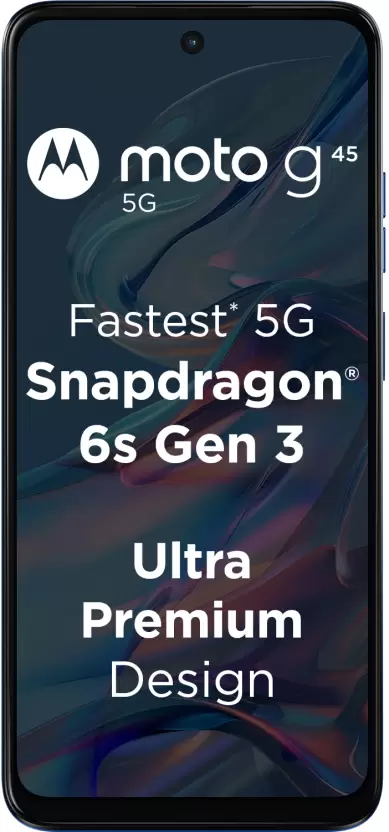 moto g 45
5G
Fastest* 5G
Snapdragon®
6s Gen 3
Ultra
Premium
Design